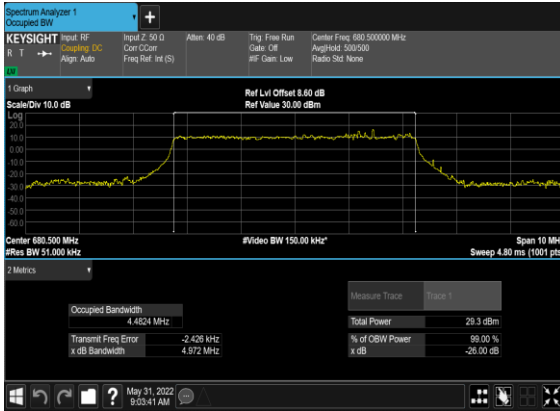 Spectrum Analyzer 1
Occupied BW
+
KEYSIGHT
R T
Input: RF
Coupling: DC
Align: Auto
Input Z: 50 Ω
Corr CCorr
Freq Ref: Int (S)
Atten: 40 dB
Trig: Free Run
Gate: Off
#IF Gain: Low
Center Freq: 680.500000 MHz
Avg|Hold: 500/500
Radio Std: None
1 Graph
Scale/Div 10.0 dB
Ref Lvl Offset 8.60 dB
Ref Value 30.00 dBm
Log
20.0
10.0
0.00
-10.0
-20.0
-30.0
-40.0
-50.0
-60.0
Center 680.500 MHz
#Video BW 150.00 kHz*
Span 10 MH
#Res BW 51.000 kHz
Sweep 4.80 ms (1001 pts
2 Metrics
Measure Trace
Trace 1
Occupied Bandwidth
4.4824 MHz
Total Power
29.3 dBm
Transmit Freq Error
-2.426 kHz
% of OBW Power
99.00 %
x dB Bandwidth
4.972 MHz
x dB
-26.00 dB
?
May 31, 2022
9:03:41 AM